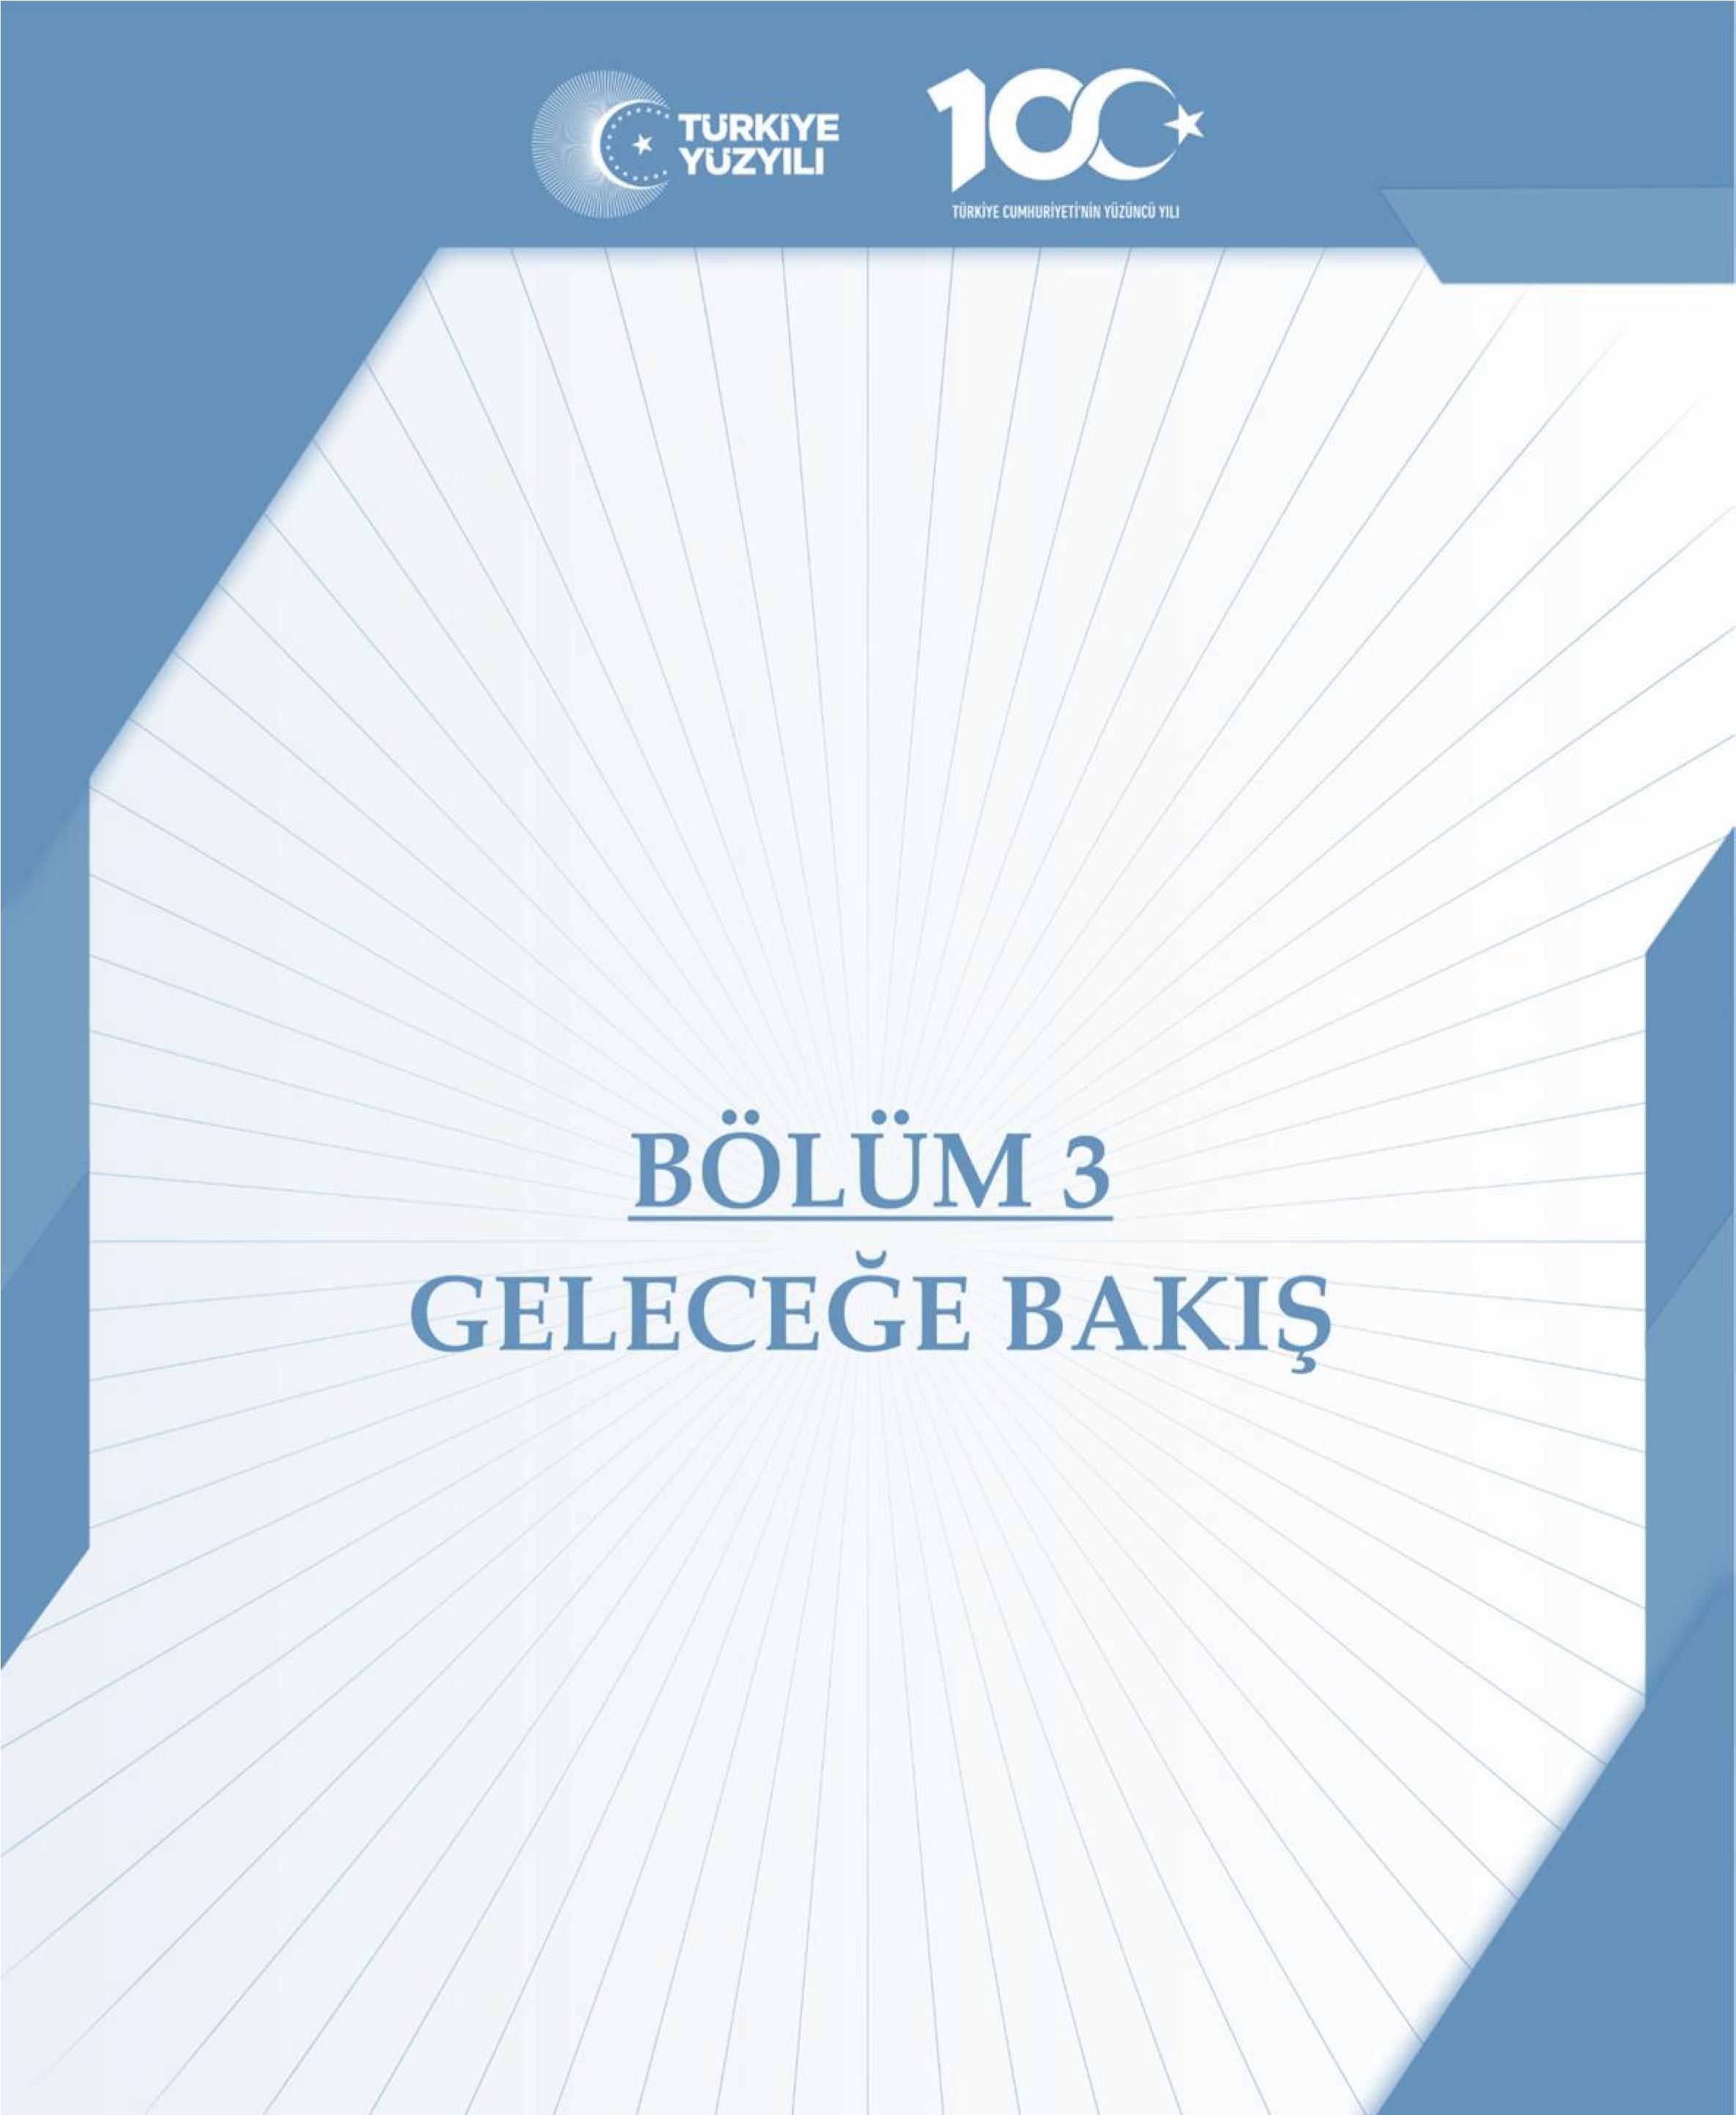 TÜRKİYE
YÜZYILI
100
TÜRKİYE CUMHURİYETİ'NİN YÜZÜNCÜ YILI
BÖLÜM 3
GELECEĞE BAKIŞ